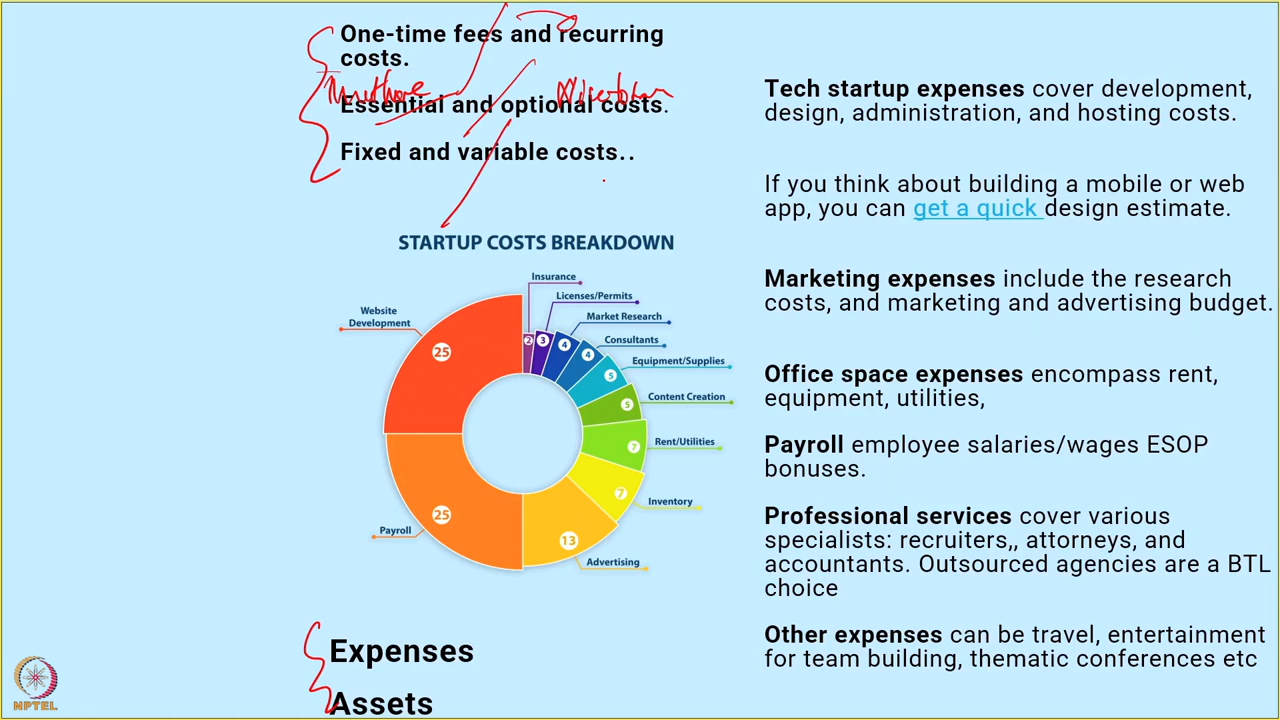 One-time fees and recurring
costs.
Essential and optional costs.
Fixed and variable costs..
STARTUP COSTS BREAKDOWN
Insurance
Licenses/Permits
Market Research
Consultants
Equipment/Supplies
Content Creation
Rent/Utilities
Inventory
Advertising
Payroll
Website
Development
2
3
4
4
5
5
7
7
13
25
25
Expenses
Assets
Tech startup expenses cover development,
design, administration, and hosting costs.
If you think about building a mobile or web
app, you can get a quick design estimate.
Marketing expenses include the research
costs, and marketing and advertising budget.
Office space expenses encompass rent,
equipment, utilities,
Payroll employee salaries/wages ESOP
bonuses.
Professional services cover various
specialists: recruiters,, attorneys, and
accountants. Outsourced agencies are a BTL
choice
Other expenses can be travel, entertainment
for team building, thematic conferences etc
NPTEL